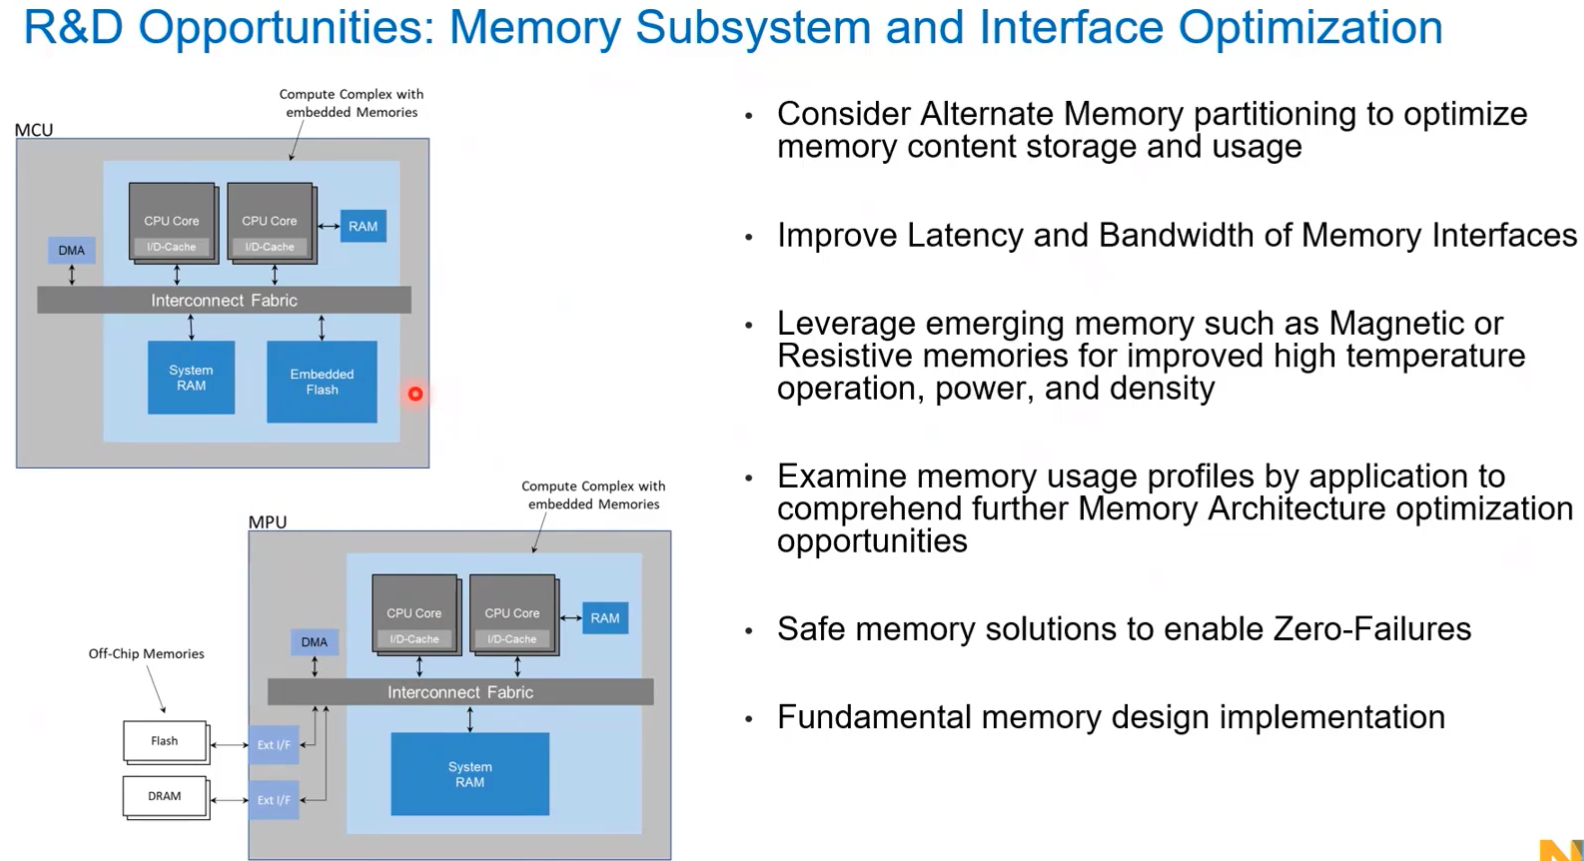 R&D Opportunities: Memory Subsystem and Interface Optimization
Compute Complex with
embedded Memories
MCU
CPU Core
I/D-Cache
CPU Core
I/D-Cache
RAM
DMA
Interconnect Fabric
System
RAM
Embedded
Flash
Compute Complex with
embedded Memories
MPU
CPU Core
I/D-Cache
CPU Core
I/D-Cache
RAM
DMA
Off-Chip Memories
Interconnect Fabric
Flash
Ext I/F
DRAM
Ext I/F
System
RAM
• Consider Alternate Memory partitioning to optimize
memory content storage and usage
• Improve Latency and Bandwidth of Memory Interfaces
• Leverage emerging memory such as Magnetic or
Resistive memories for improved high temperature
operation, power, and density
• Examine memory usage profiles by application to
comprehend further Memory Architecture optimization
opportunities
• Safe memory solutions to enable Zero-Failures
• Fundamental memory design implementation